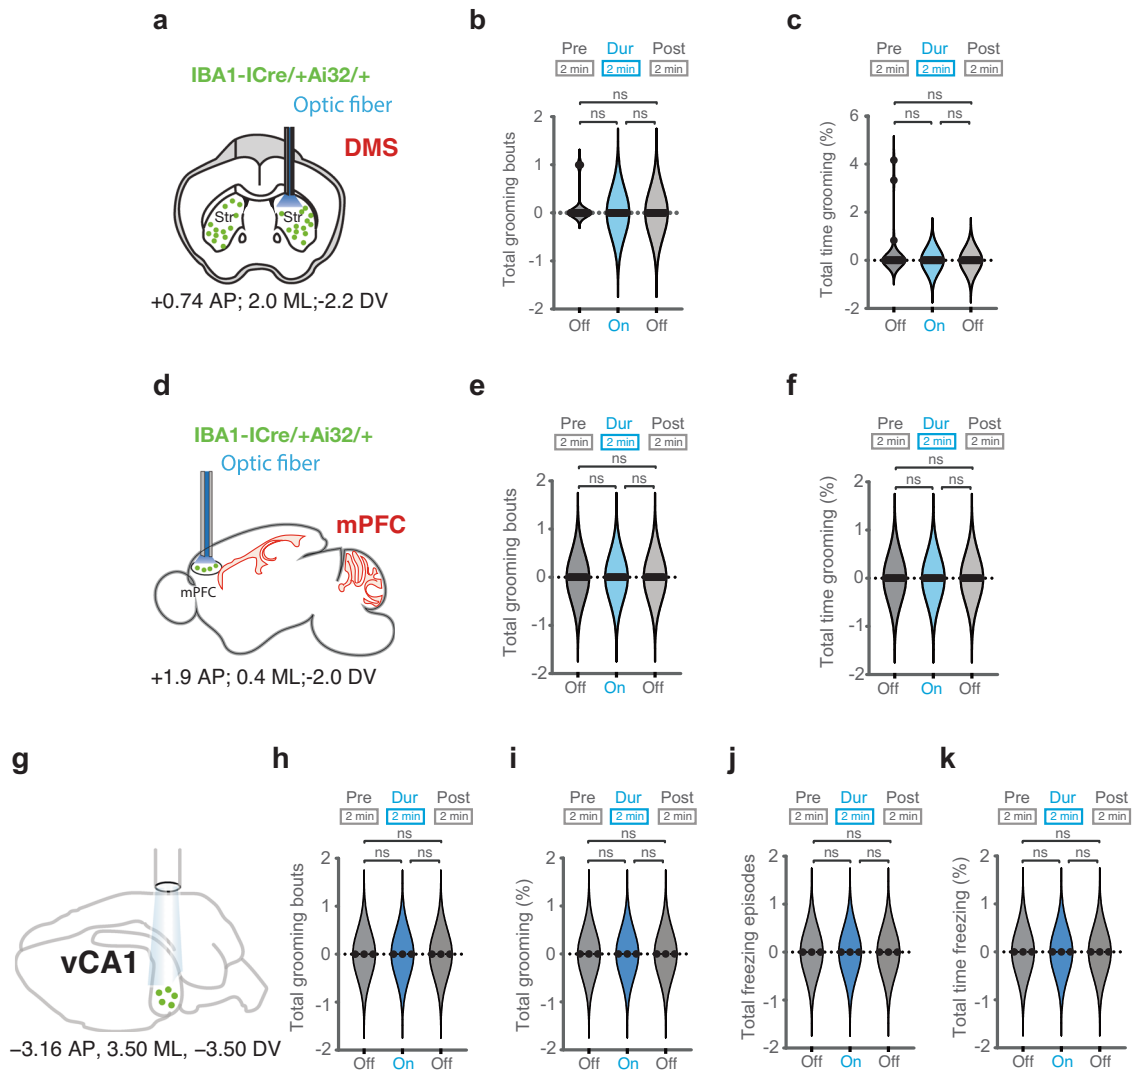 a
IBA1-ICre/+Ai32/+
Optic fiber
DMS
Str
Str
+0.74 AP; 2.0 ML;-2.2 DV
b
Pre Dur Post
2 min 2 min 2 min
ns
ns ns
Total grooming bouts
2
1
0
-1
-2
Off On Off
c
Pre Dur Post
2 min 2 min 2 min
ns
ns ns
Total time grooming (%)
6
4
2
0
-2
Off On Off
d
IBA1-ICre/+Ai32/+
Optic fiber
mPFC
mPFC
+1.9 AP; 0.4 ML;-2.0 DV
e
Pre Dur Post
2 min 2 min 2 min
ns
ns ns
Total grooming bouts
2
1
0
-1
-2
Off On Off
f
Pre Dur Post
2 min 2 min 2 min
ns
ns ns
Total time grooming (%)
2
1
0
-1
-2
Off On Off
g
vCA1
−3.16 AP, 3.50 ML, −3.50 DV
h
Pre Dur Post
2 min 2 min 2 min
ns
ns ns
Total grooming bouts
2
1
0
-1
-2
Off On Off
i
Pre Dur Post
2 min 2 min 2 min
ns
ns ns
Total grooming (%)
2
1
0
-1
-2
Off On Off
j
Pre Dur Post
2 min 2 min 2 min
ns
ns ns
Total freezing episodes
2
1
0
-1
-2
Off On Off
k
Pre Dur Post
2 min 2 min 2 min
ns
ns ns
Total time freezing (%)
2
1
0
-1
-2
Off On Off